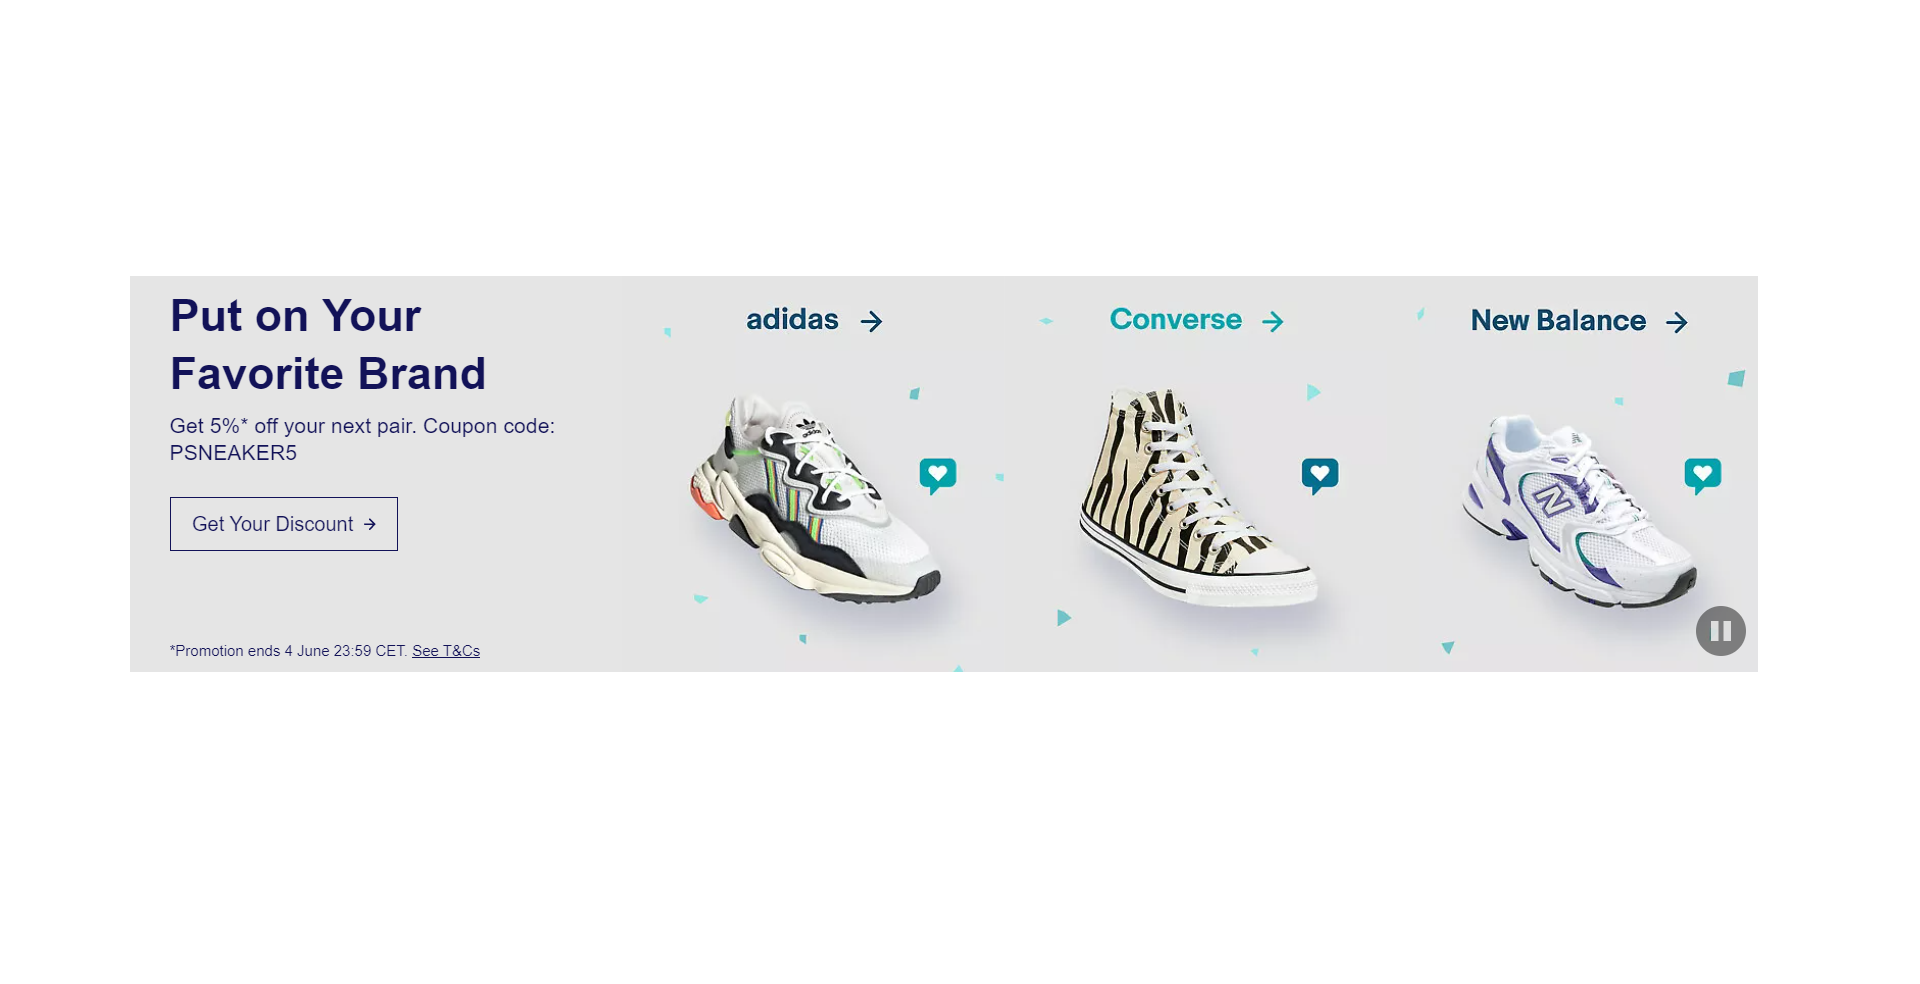 Put on Your
Favorite Brand
Get 5%* off your next pair. Coupon code:
PSNEAKER5
Get Your Discount →
*Promotion ends 4 June 23:59 CET. See T&Cs
adidas →
Converse →
New Balance →
adidas
N